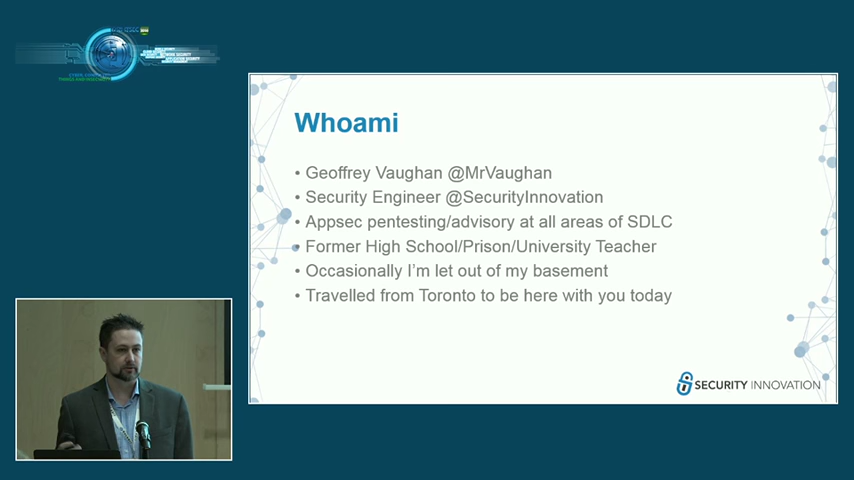 Whoami
• Geoffrey Vaughan @MrVaughan
• Security Engineer @SecurityInnovation
• Appsec pentesting/advisory at all areas of SDLC
• Former High School/Prison/University Teacher
• Occasionally I'm let out of my basement
• Travelled from Toronto to be here with you today
SECURITY INNOVATION